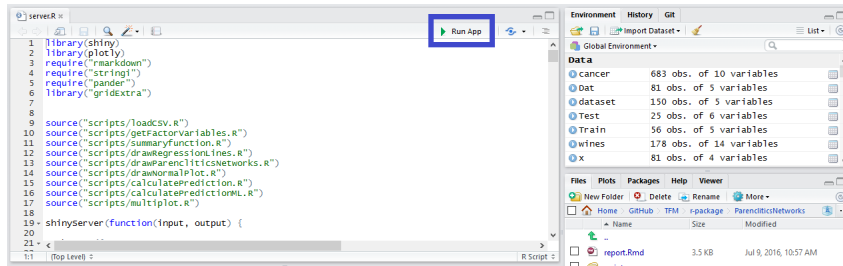 server.R ×
Run App
1 library(shiny)
2 library(plotly)
3 require("rmarkdown")
4 require("stringi")
5 require("pander")
6 library("gridExtra")
7
8
9 source("scripts/loadCSV.R")
10 source("scripts/getFactorVariables.R")
11 source("scripts/summaryfunction.R")
12 source("scripts/drawRegressionLines.R")
13 source("scripts/drawParencliticsNetworks.R")
14 source("scripts/drawNormalPlot.R")
15 source("scripts/calculatePrediction.R")
16 source("scripts/calculatePredictionML.R")
17 source("scripts/multiplot.R")
18
19 shinyServer(function(input, output) {
20
21
1:1 (Top Level) R Script
Environment History Git
Import Dataset List
Global Environment
Data
cancer 683 obs. of 10 variables
Dat 81 obs. of 5 variables
dataset 150 obs. of 5 variables
Test 25 obs. of 6 variables
Train 56 obs. of 5 variables
wines 178 obs. of 14 variables
x 81 obs. of 4 variables
Files Plots Packages Help Viewer
New Folder Delete Rename More
Home GitHub TFM r-package ParencliticsNetworks
Name Size Modified
..
report.Rmd 3.5 KB Jul 9, 2016, 10:57 AM